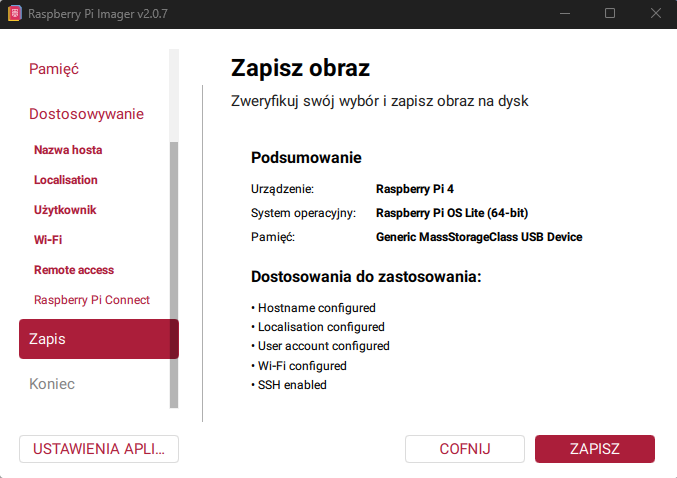 Raspberry Pi Imager v2.0.7
Pamięć
Dostosowywanie
Nazwa hosta
Localisation
Użytkownik
Wi-Fi
Remote access
Raspberry Pi Connect
Zapis
Koniec
USTAWIENIA APLI...
Zapisz obraz
Zweryfikuj swój wybór i zapisz obraz na dysk
Podsumowanie
Urządzenie: Raspberry Pi 4
System operacyjny: Raspberry Pi OS Lite (64-bit)
Pamięć: Generic MassStorageClass USB Device
Dostosowania do zastosowania:
• Hostname configured
• Localisation configured
• User account configured
• Wi-Fi configured
• SSH enabled
COFNIJ
ZAPISZ